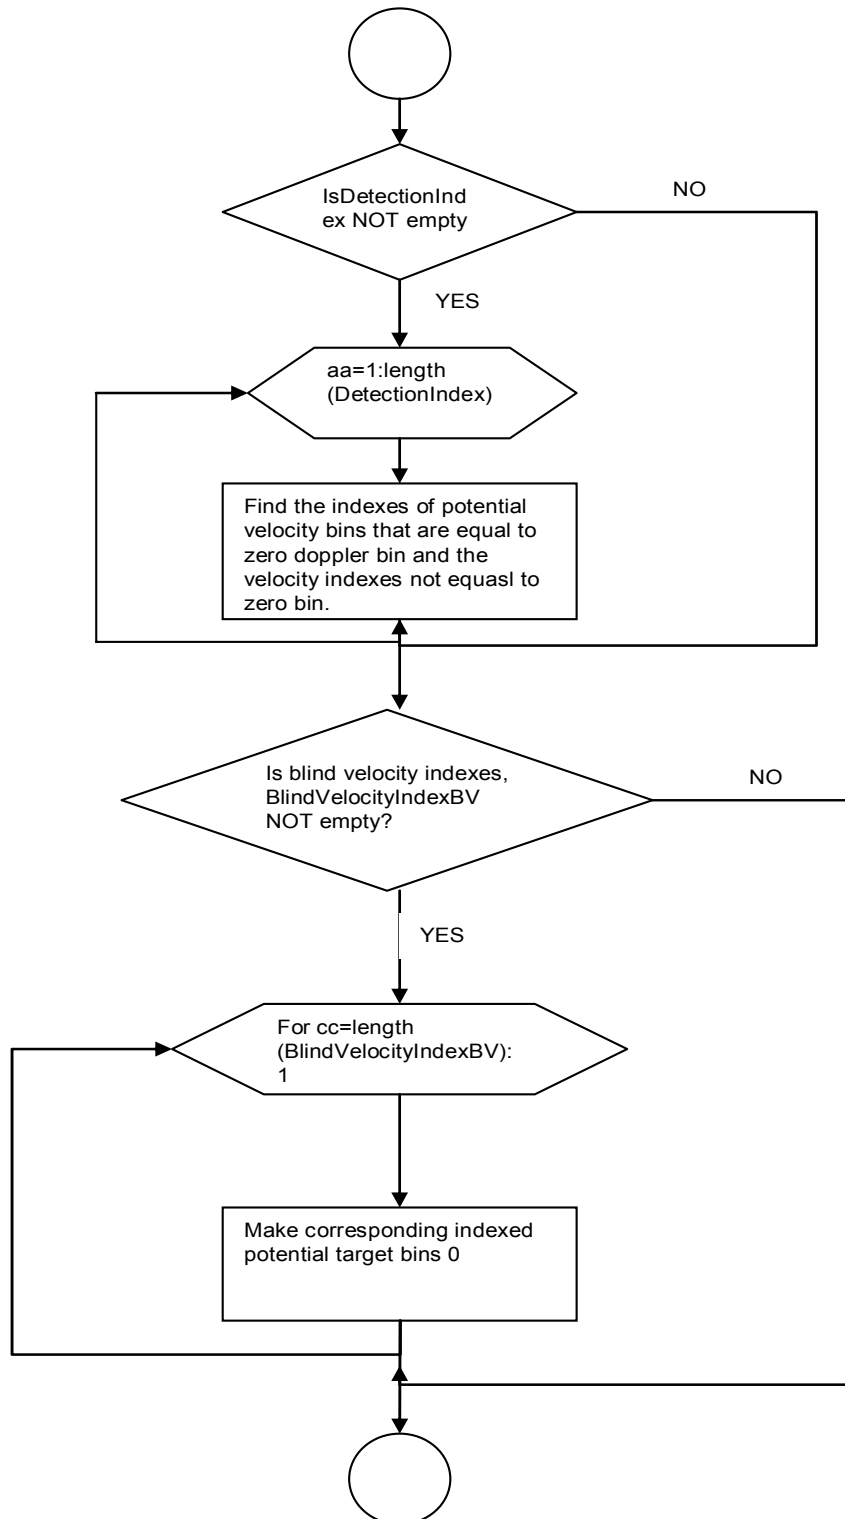 IsDetectionInd
ex NOT empty
NO
YES
aa=1:length
(DetectionIndex)
Find the indexes of potential
velocity bins that are equal to
zero doppler bin and the
velocity indexes not equasl to
zero bin.
Is blind velocity indexes,
BlindVelocityIndexBV
NOT empty?
NO
YES
For cc=length
(BlindVelocityIndexBV):
1
Make corresponding indexed
potential target bins 0